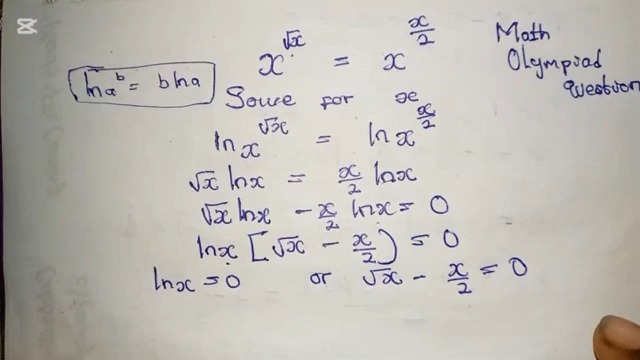 x^√x = x^(x/2)
Math
Olympiad
ln a^b = b ln a
Solve for x
ln x^√x = ln x^(x/2)
√x ln x = x/2 ln x
√x ln x - x/2 ln x = 0
ln x [√x - x/2) = 0
ln x = 0 or √x - x/2 = 0